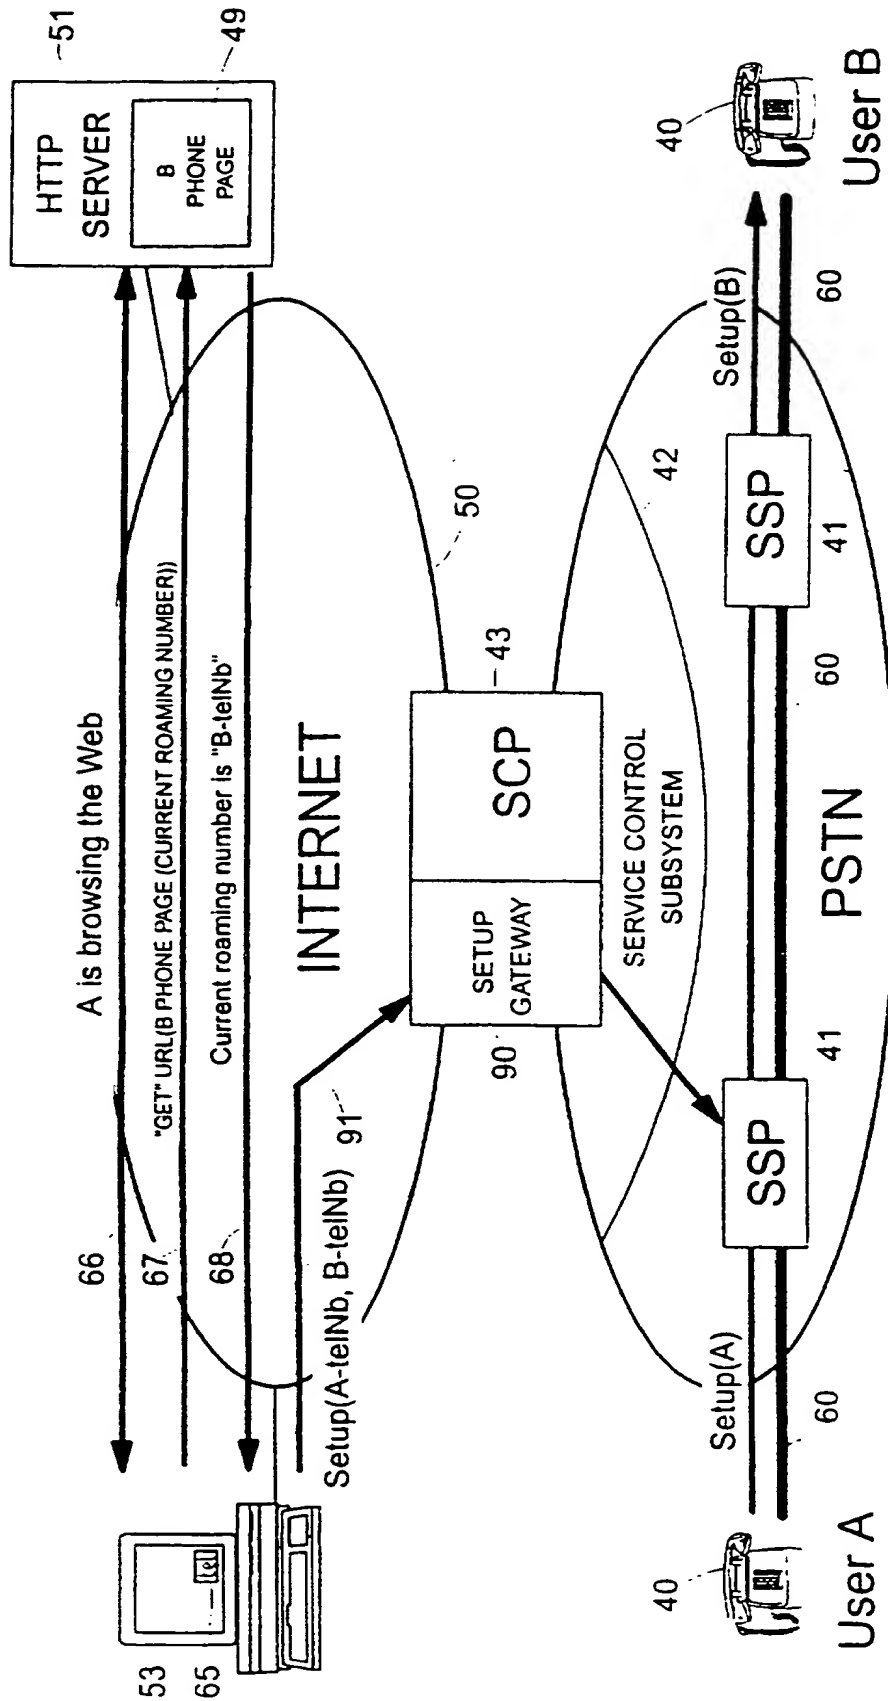 51
49
HTTP
SERVER
B
PHONE
PAGE
A is browsing the Web
66
"GET" URL(B PHONE PAGE (CURRENT ROAMING NUMBER))
67
Current roaming number is "B-telNb"
68
53
65
tel
INTERNET
50
Setup(A-telNb, B-telNb)
91
90
SETUP
GATEWAY
SCP
43
SERVICE CONTROL
SUBSYSTEM
42
Setup(A)
Setup(B)
40
40
SSP
SSP
60
41
60
41
60
User A
PSTN
User B